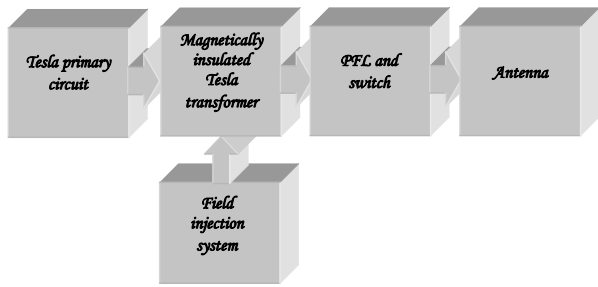 Tesla primary
circuit
Magnetically
insulated
Tesla
transformer
PFL and
switch
Antenna
Field
injection
system